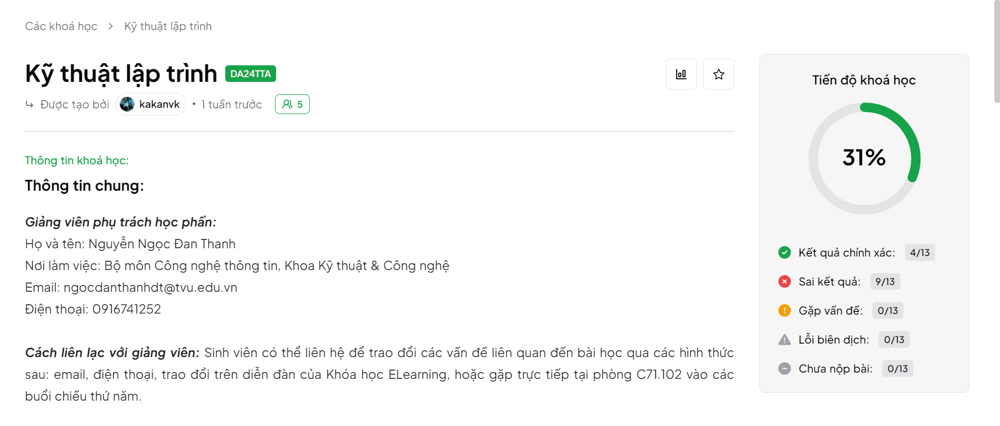 Các khoá học > Kỹ thuật lập trình
Kỹ thuật lập trình DA24TTA
Được tạo bởi kakanvk • 1 tuần trước 5
Thông tin khoá học:
Thông tin chung:
Giảng viên phụ trách học phần:
Họ và tên: Nguyễn Ngọc Đan Thanh
Nơi làm việc: Bộ môn Công nghệ thông tin, Khoa Kỹ thuật & Công nghệ
Email: ngocdanthanhdt@tvu.edu.vn
Điện thoại: 0916741252
Cách liên lạc với giảng viên: Sinh viên có thể liên hệ để trao đổi các vấn đề liên quan đến bài học qua các hình thức
sau: email, điện thoại, trao đổi trên diễn đàn của Khóa học ELearning, hoặc gặp trực tiếp tại phòng C71.102 vào các
buổi chiều thứ năm.
Tiến độ khoá học
31%
Kết quả chính xác: 4/13
Sai kết quả: 9/13
Gặp vấn đề: 0/13
Lỗi biên dịch: 0/13
Chưa nộp bài: 0/13